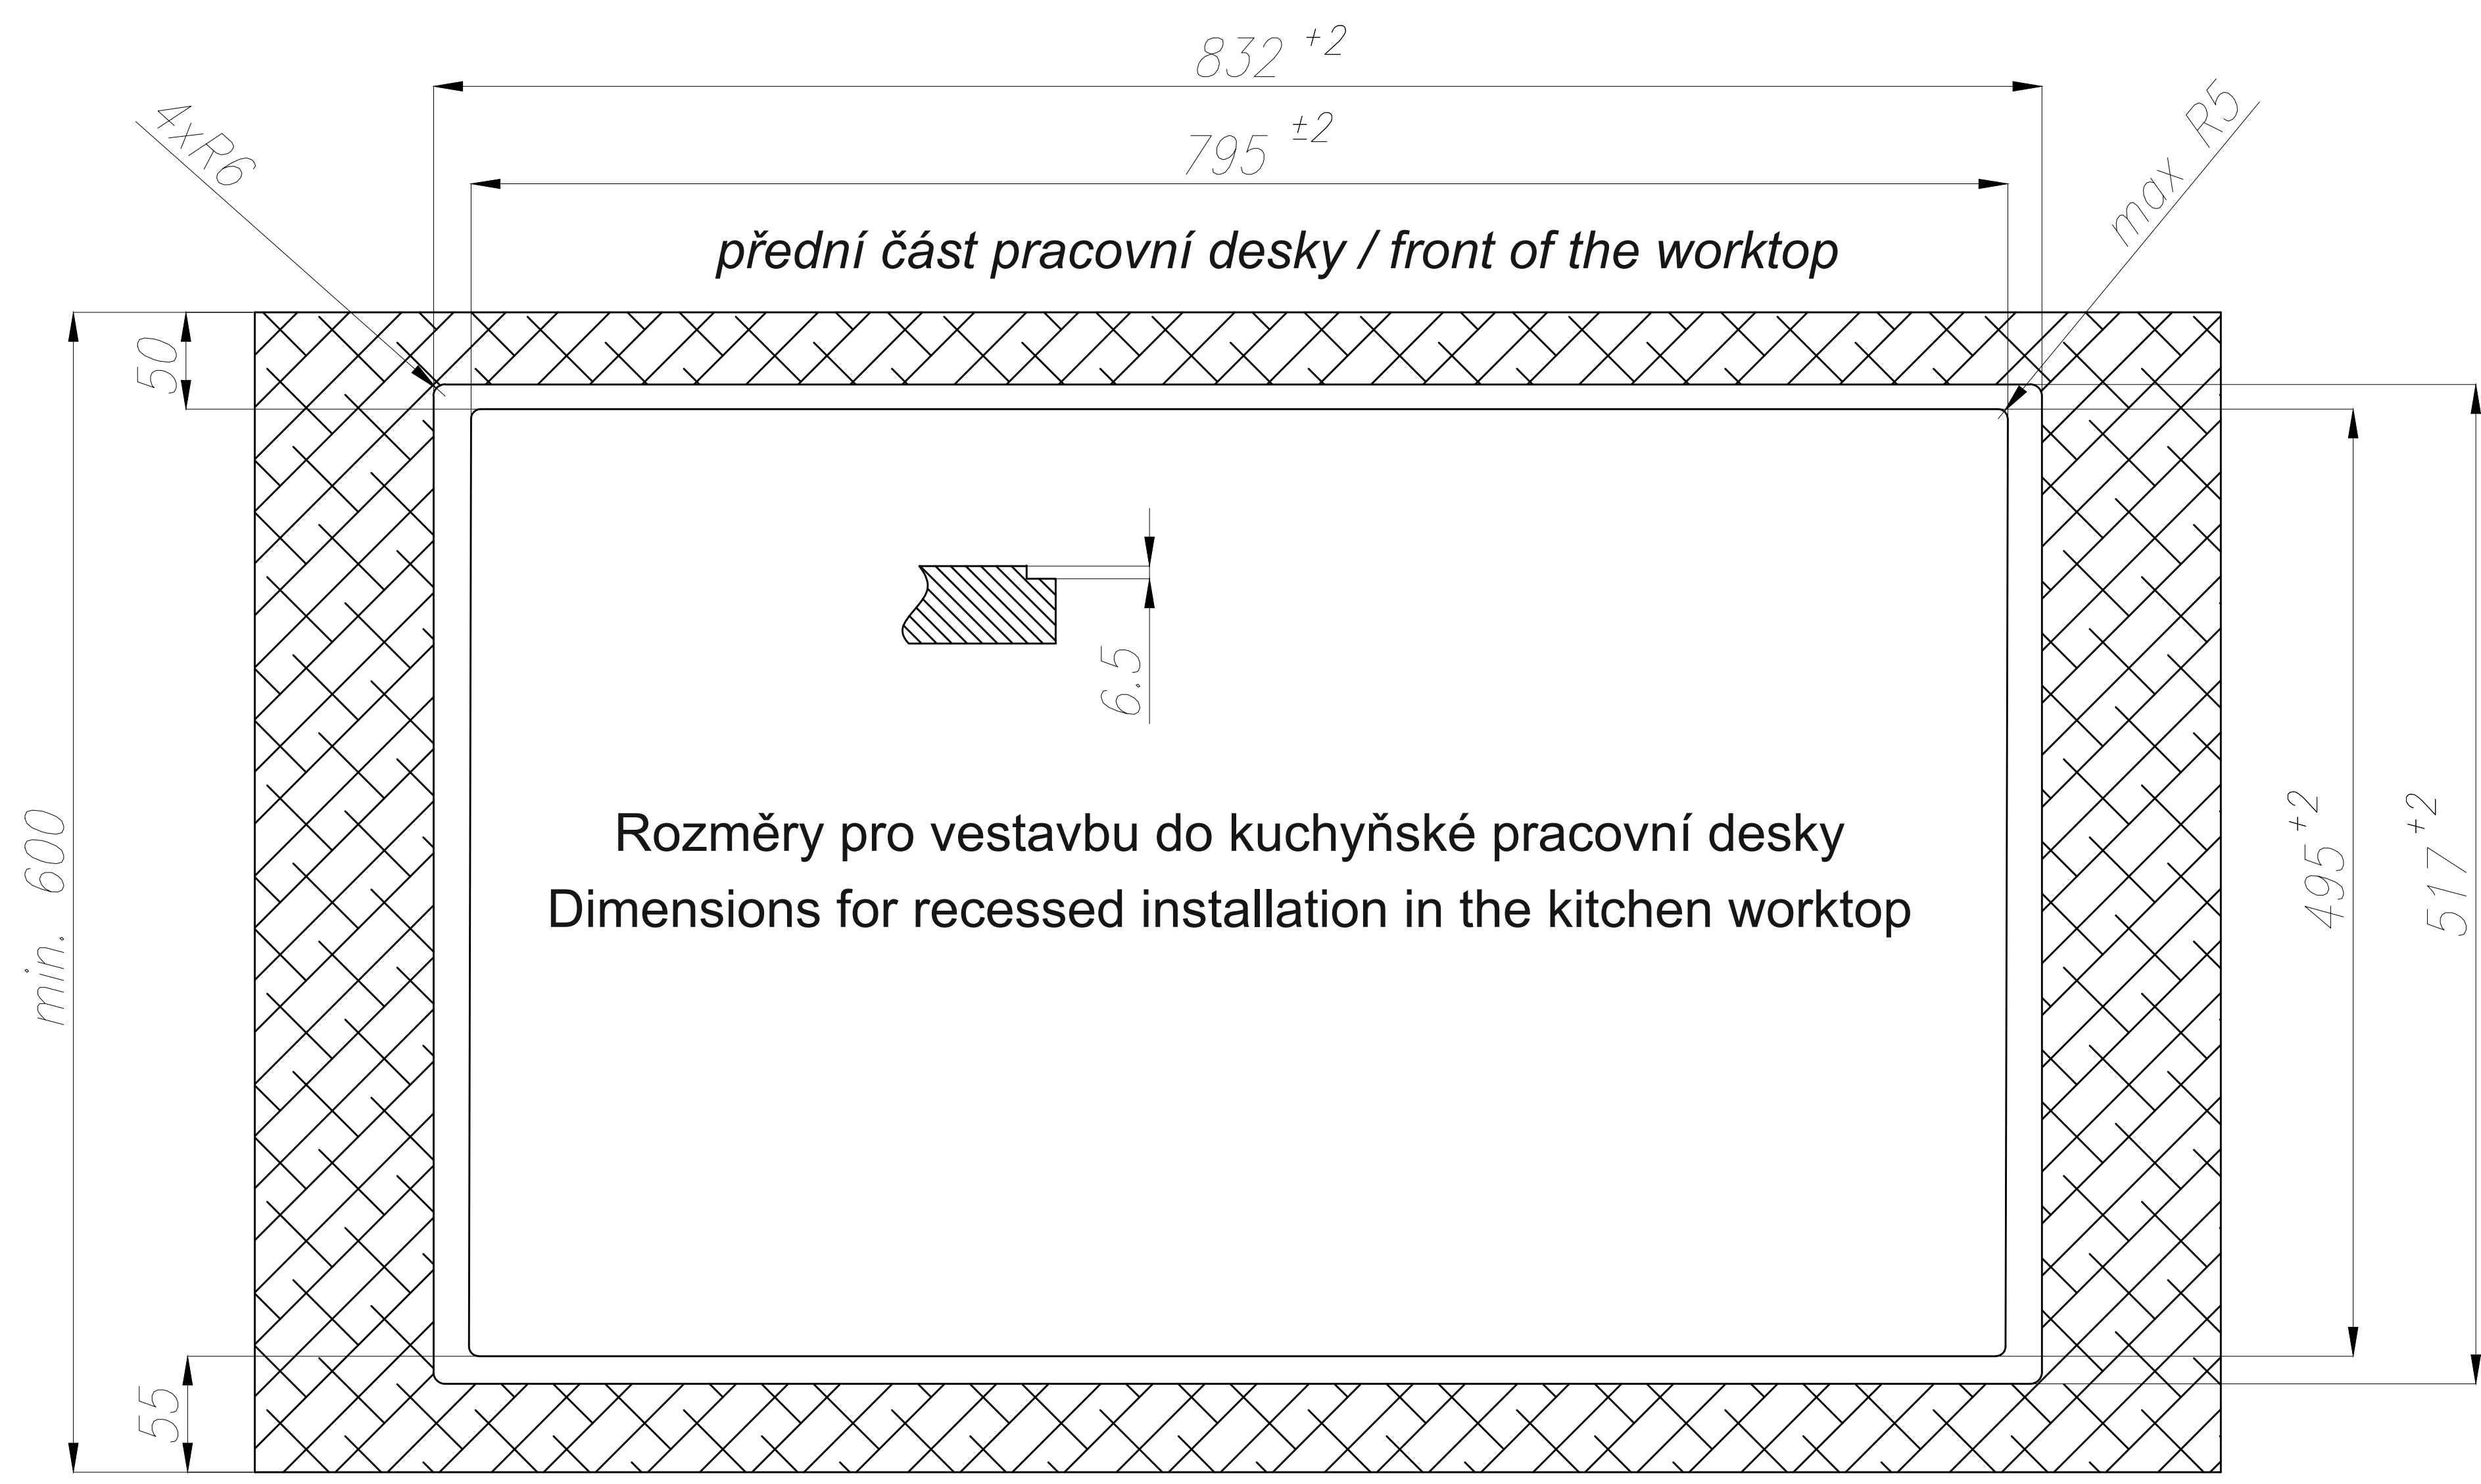 832 +2
795 ±2
4xR6
max R5
přední část pracovní desky / front of the worktop
50
6.5
Rozměry pro vestavbu do kuchyňské pracovní desky
Dimensions for recessed installation in the kitchen worktop
min. 600
495 +2
517 +2
55